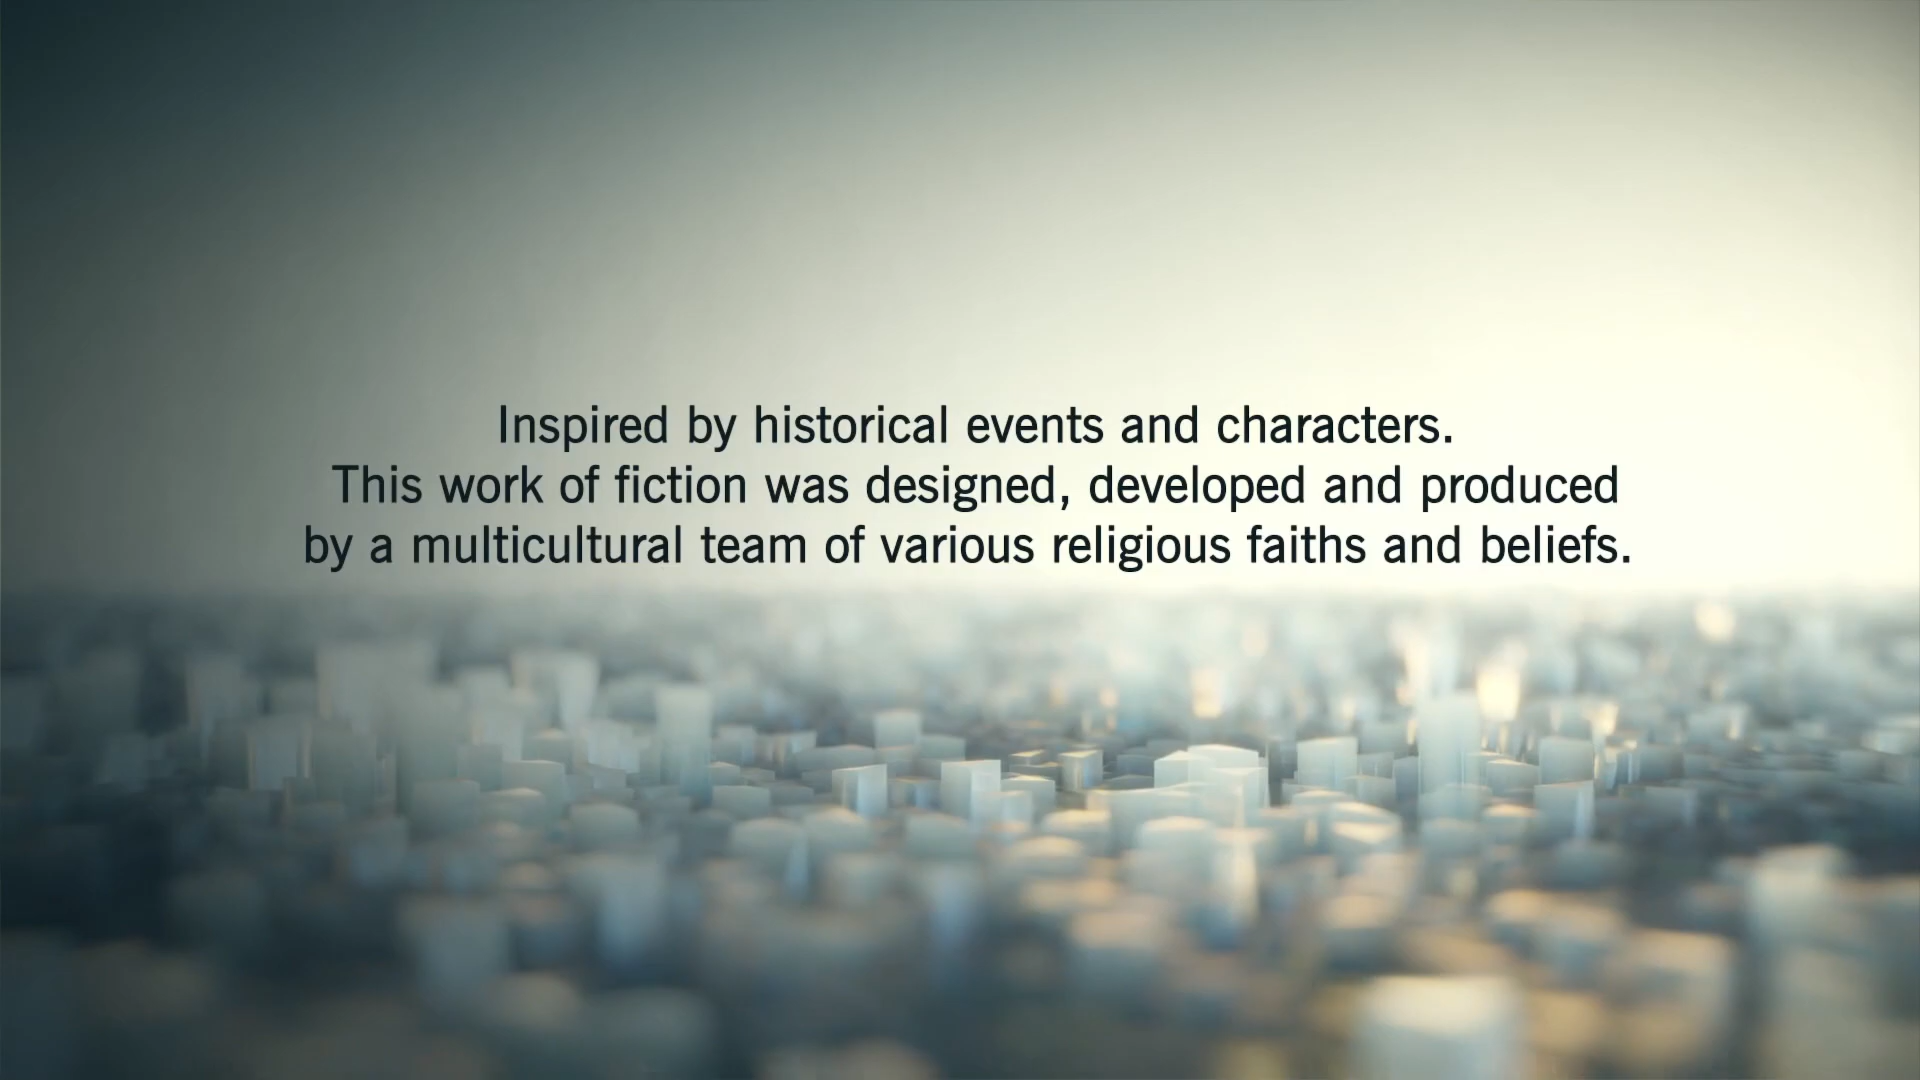 Inspired by historical events and characters.
This work of fiction was designed, developed and produced
by a multicultural team of various religious faiths and beliefs.